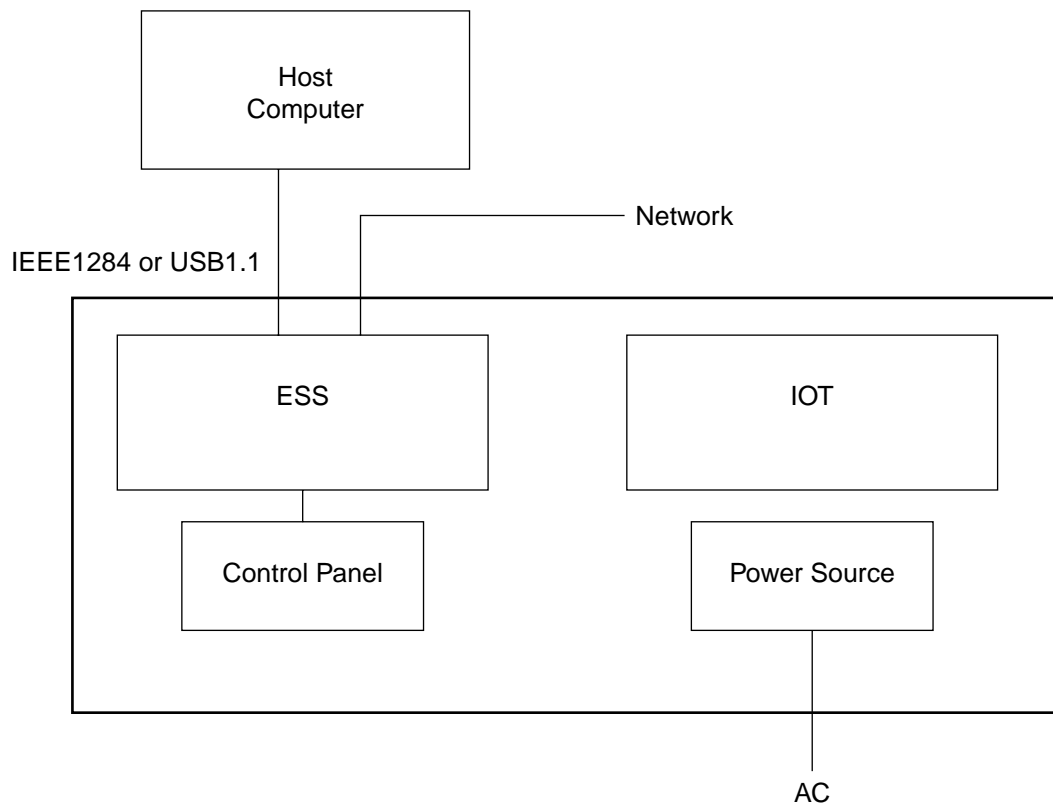 Host
Computer
Network
IEEE1284 or USB1.1
ESS
IOT
Control Panel
Power Source
AC